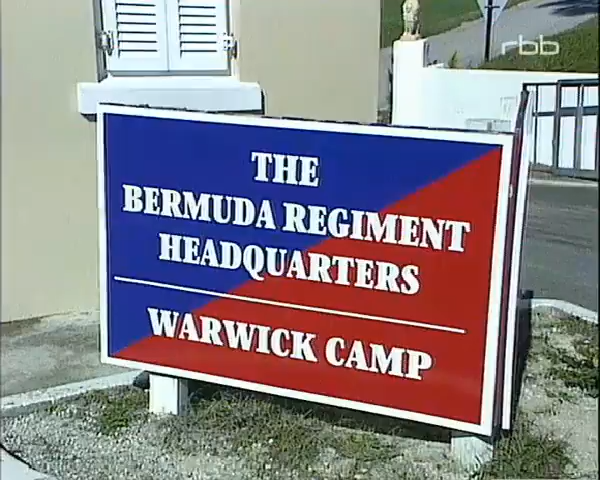 rbb
THE
BERMUDA REGIMENT
HEADQUARTERS
WARWICK CAMP